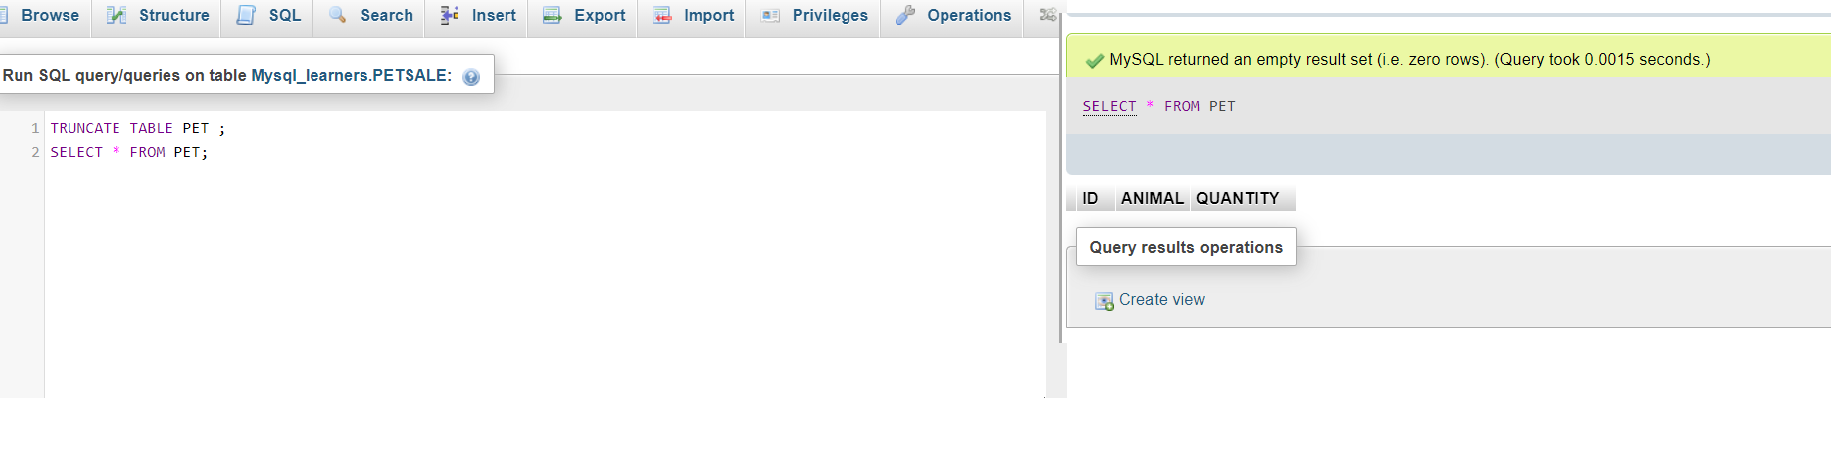 Browse Structure SQL Search Insert Export Import Privileges Operations
Run SQL query/queries on table Mysql_learners.PETSALE:
1 TRUNCATE TABLE PET ;
2 SELECT * FROM PET;
MySQL returned an empty result set (i.e. zero rows). (Query took 0.0015 seconds.)
SELECT * FROM PET
ID ANIMAL QUANTITY
Query results operations
Create view